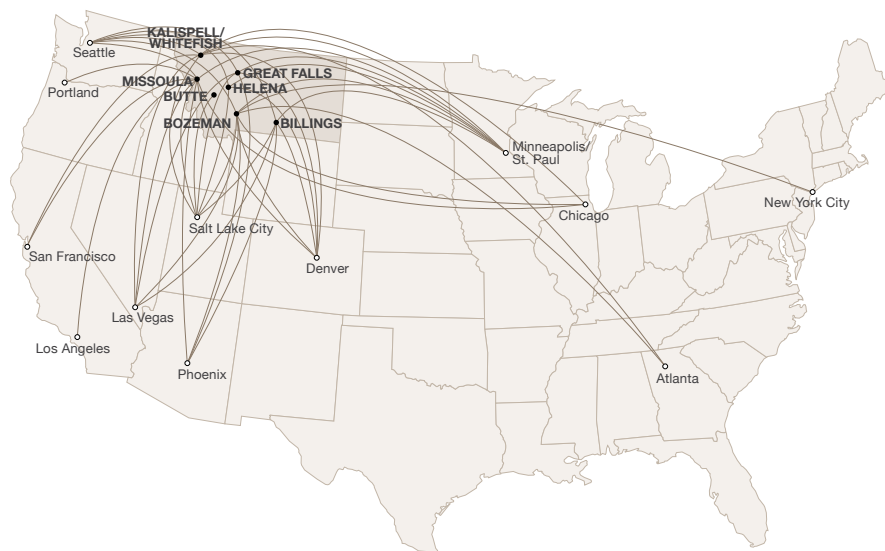 KALISPELL/
WHITEFISH
Seattle
GREAT FALLS
MISSOULA
HELENA
Portland
BUTTE
BOZEMAN
BILLINGS
Minneapolis/
St. Paul
New York City
Chicago
Salt Lake City
San Francisco
Denver
Las Vegas
Los Angeles
Phoenix
Atlanta